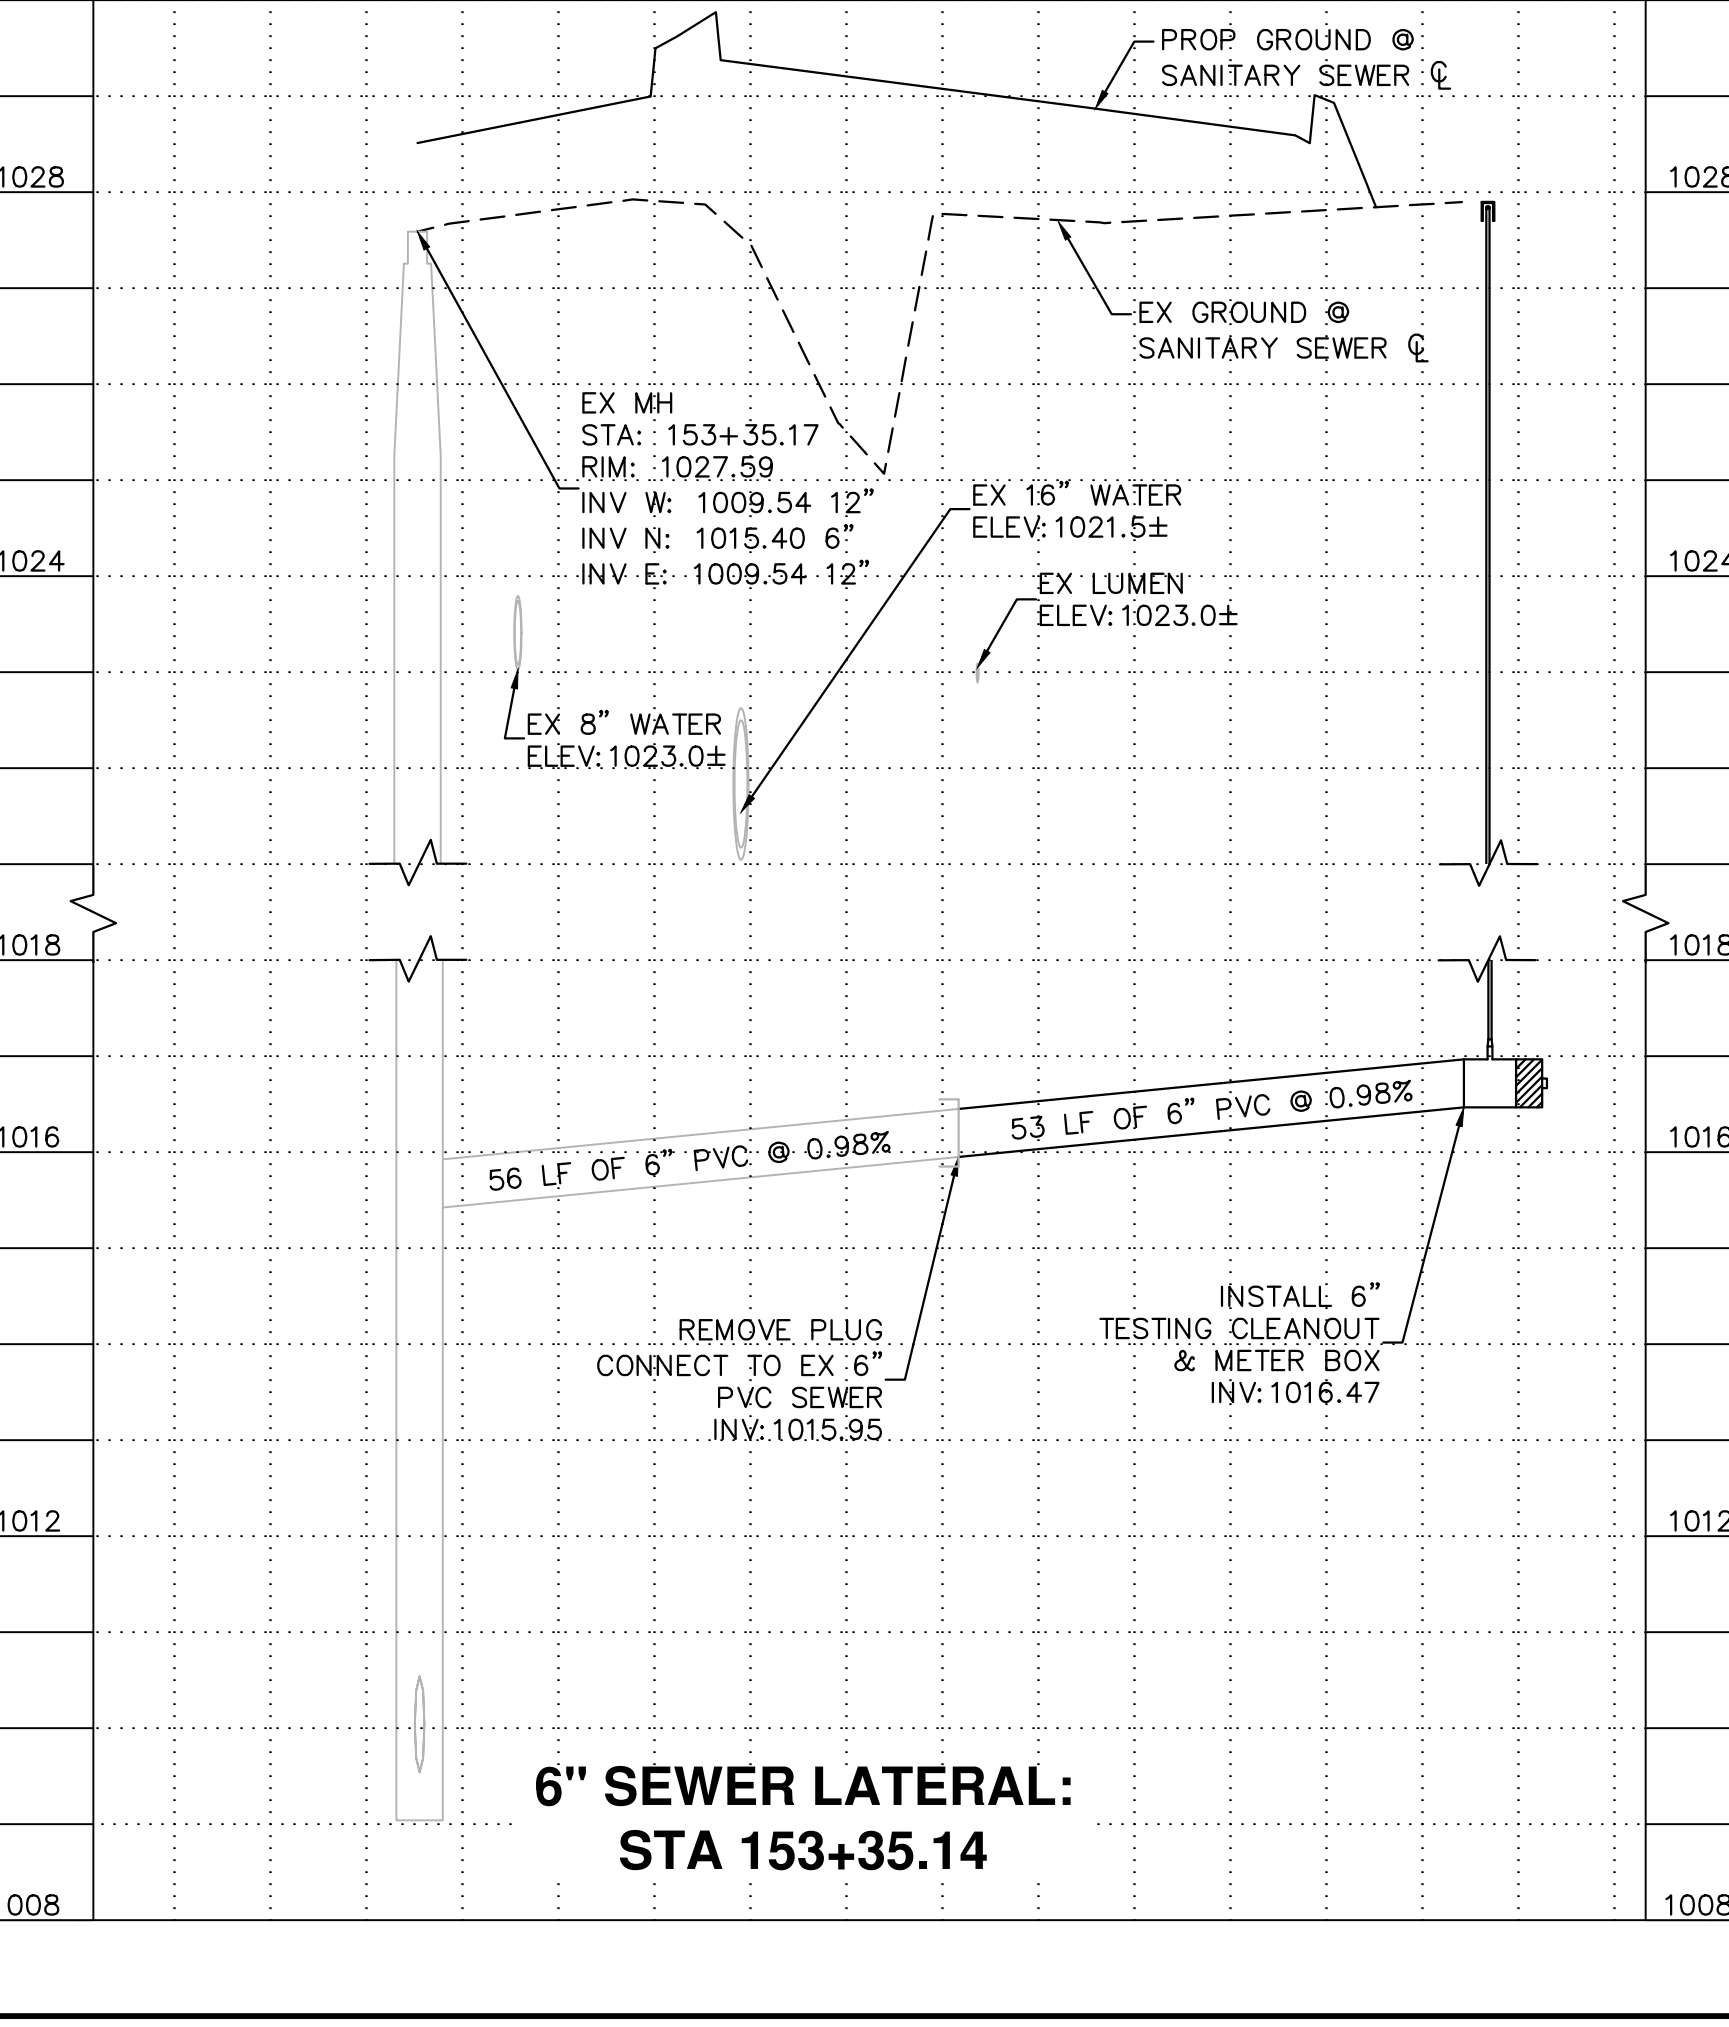 PROP GROUND @
SANITARY SEWER ℄
1028
1028
EX GROUND @
SANITARY SEWER ℄
EX MH
STA: 153+35.17
RIM: 1027.59
INV W: 1009.54 12”
INV N: 1015.40 6”
INV E: 1009.54 12”
EX 16” WATER
ELEV:1021.5±
1024
1024
EX LUMEN
ELEV:1023.0±
EX 8” WATER
ELEV:1023.0±
1018
1018
1016
1016
56 LF OF 6” PVC @ 0.98%
53 LF OF 6” PVC @ 0.98%
REMOVE PLUG
CONNECT TO EX 6”
PVC SEWER
INV:1015.95
INSTALL 6”
TESTING CLEANOUT
& METER BOX
INV:1016.47
1012
1012
6" SEWER LATERAL:
STA 153+35.14
008
1008